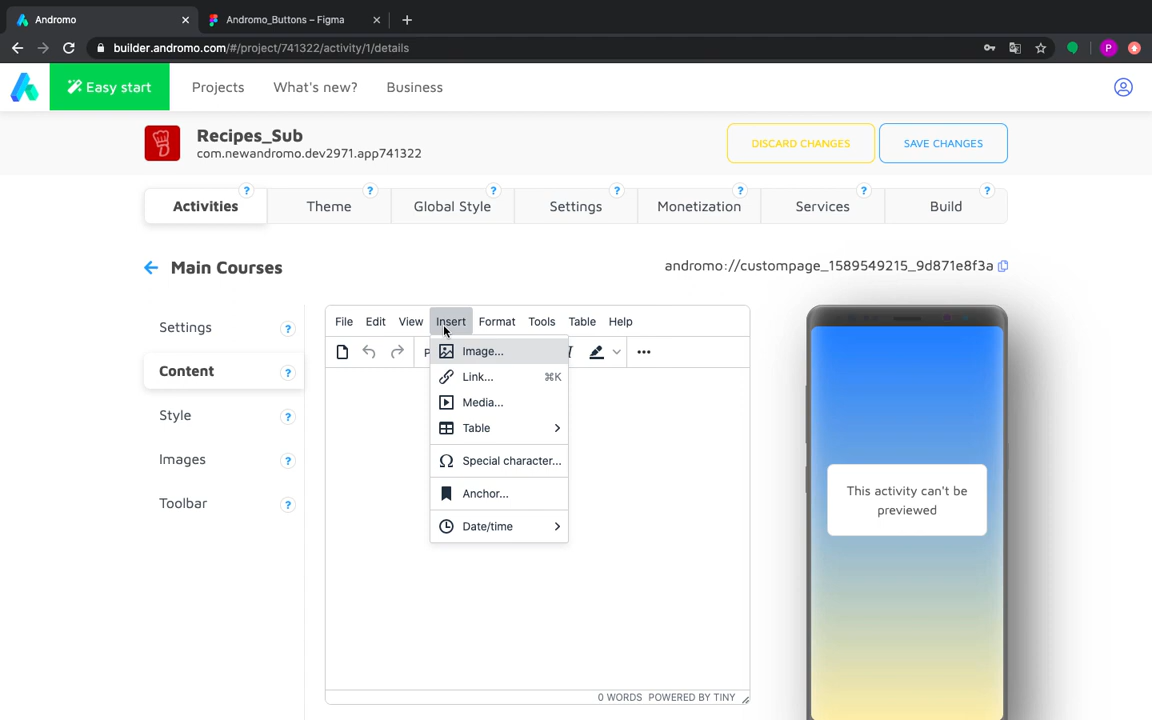 Andromo
Andromo_Buttons – Figma
builder.andromo.com/#/project/741322/activity/1/details
P
Easy start
Projects
What's new?
Business
Recipes_Sub
com.newandromo.dev2971.app741322
DISCARD CHANGES
SAVE CHANGES
? ? ? ? ? ? ?
Activities
Theme
Global Style
Settings
Monetization
Services
Build
Main Courses
andromo://custompage_1589549215_9d871e8f3a
Settings ?
Content ?
Style ?
Images ?
Toolbar ?
File Edit View Insert Format Tools Table Help
P I
Image...
Link... ⌘K
Media...
Table
Special character...
Anchor...
Date/time
0 WORDS POWERED BY TINY
This activity can't be
previewed